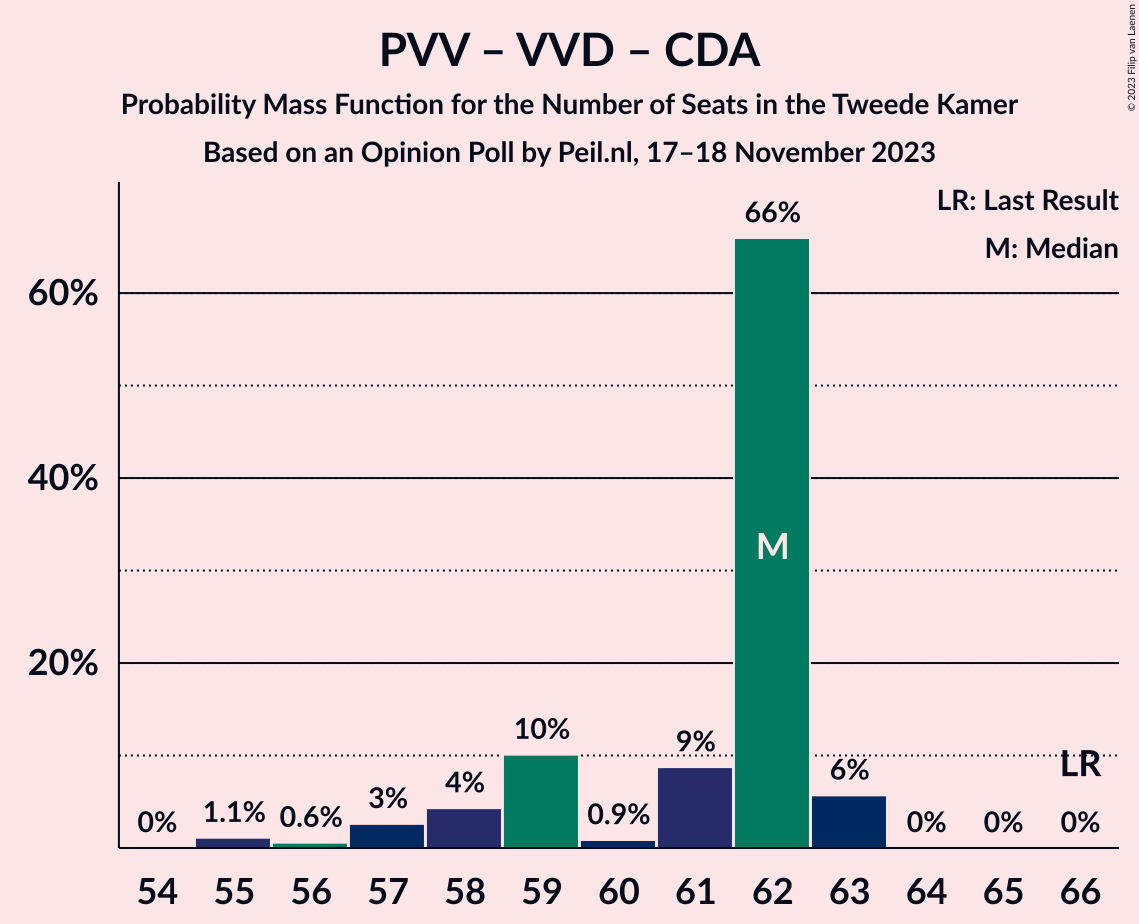 PVV – VVD – CDA
Probability Mass Function for the Number of Seats in the Tweede Kamer
Based on an Opinion Poll by Peil.nl, 17–18 November 2023
© 2023 Filip van Laenen
LR: Last Result
M: Median
60%
40%
20%
0%
1.1%
0.6%
3%
4%
10%
0.9%
9%
66%
M
6%
0%
0%
LR
0%
54 55 56 57 58 59 60 61 62 63 64 65 66